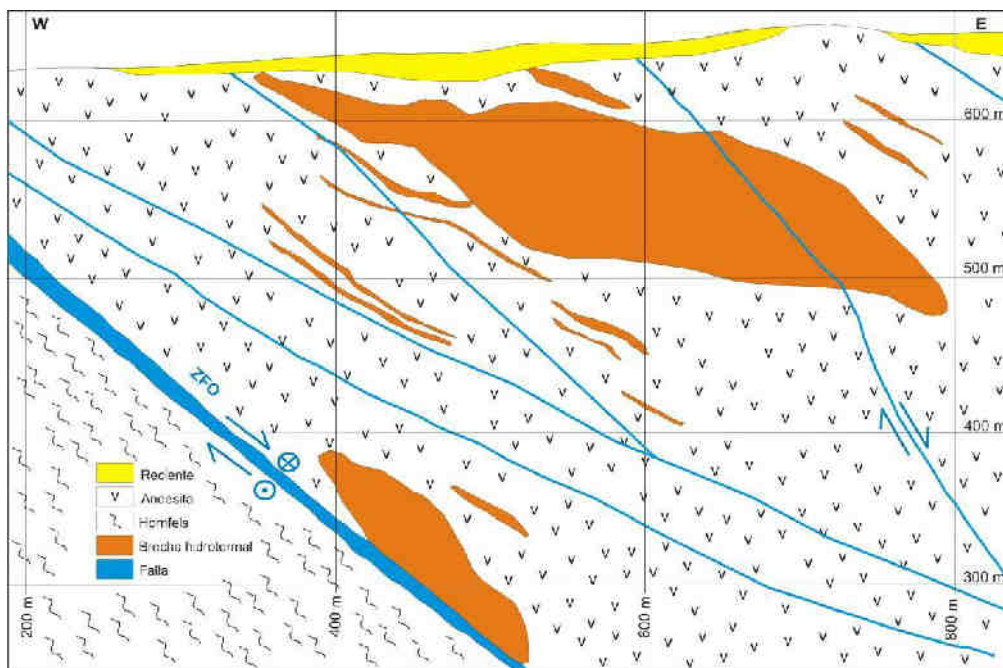 W
E
600 m
500 m
ZFO
400 m
Reciente
Andesita
Hornfels
Brecha hidrotermal
Falla
300 m
200 m
400 m
600 m
800 m